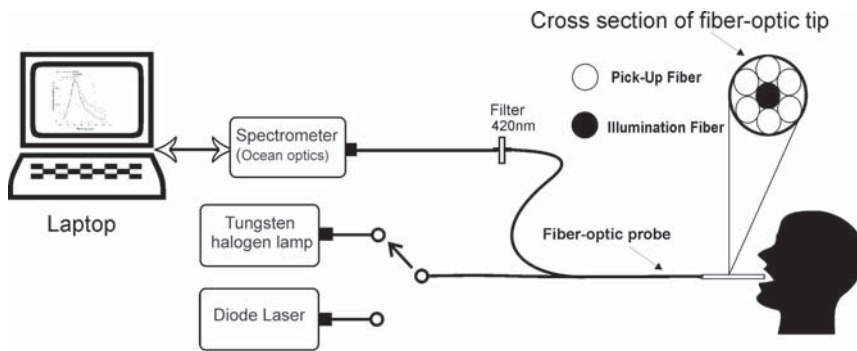 Cross section of fiber-optic tip
Pick-Up Fiber
Illumination Fiber
Filter
420nm
Spectrometer
(Ocean optics)
Laptop
Tungsten
halogen lamp
Fiber-optic probe
Diode Laser